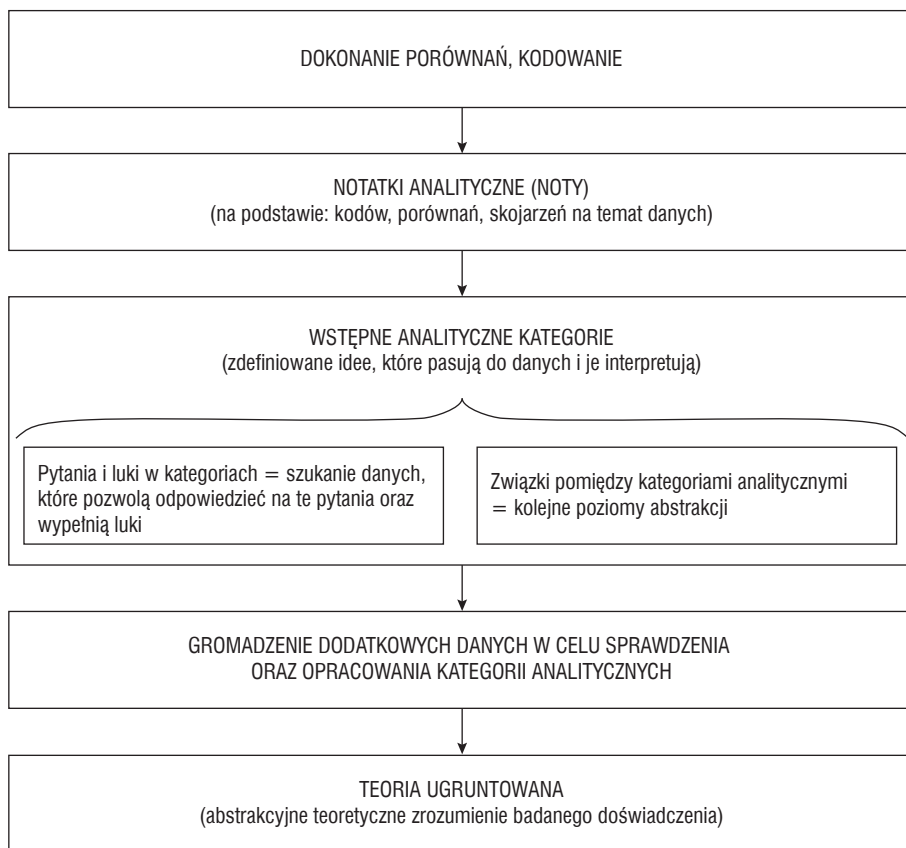 DOKONANIE PORÓWNAŃ, KODOWANIE
NOTATKI ANALITYCZNE (NOTY)
(na podstawie: kodów, porównań, skojarzeń na temat danych)
WSTĘPNE ANALITYCZNE KATEGORIE
(zdefiniowane idee, które pasują do danych i je interpretują)
Pytania i luki w kategoriach = szukanie danych,
które pozwolą odpowiedzieć na te pytania oraz
wypełnią luki
Związki pomiędzy kategoriami analitycznymi
= kolejne poziomy abstrakcji
GROMADZENIE DODATKOWYCH DANYCH W CELU SPRAWDZENIA
ORAZ OPRACOWANIA KATEGORII ANALITYCZNYCH
TEORIA UGRUNTOWANA
(abstrakcyjne teoretyczne zrozumienie badanego doświadczenia)